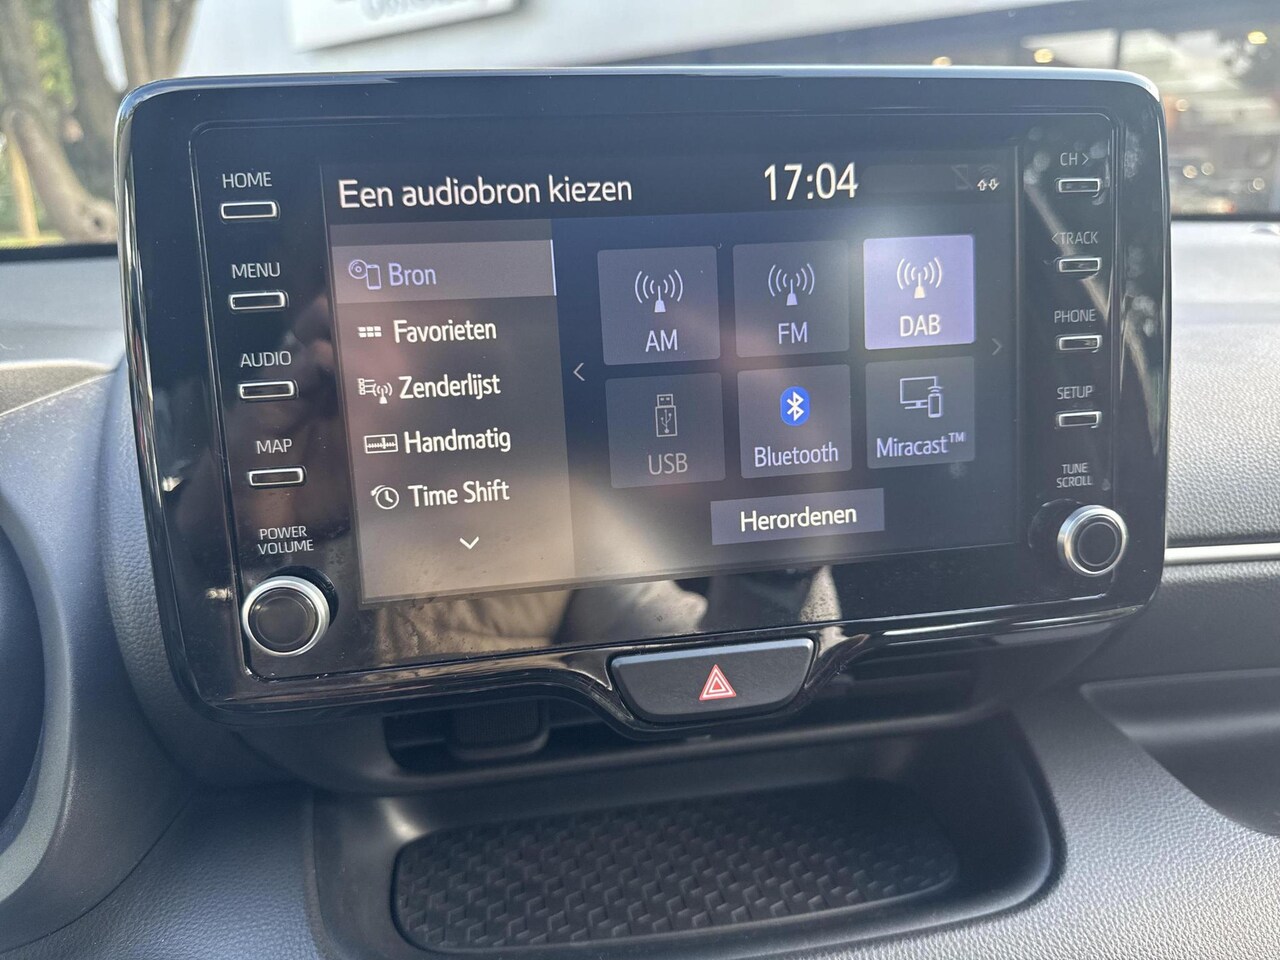 HOME
MENU
AUDIO
MAP
POWER
VOLUME
Een audiobron kiezen
17:04
Bron
Favorieten
Zenderlijst
Handmatig
Time Shift
AM
FM
DAB
USB
Bluetooth
Miracast™
Herordenen
CH >
< TRACK
PHONE
SETUP
TUNE
SCROLL